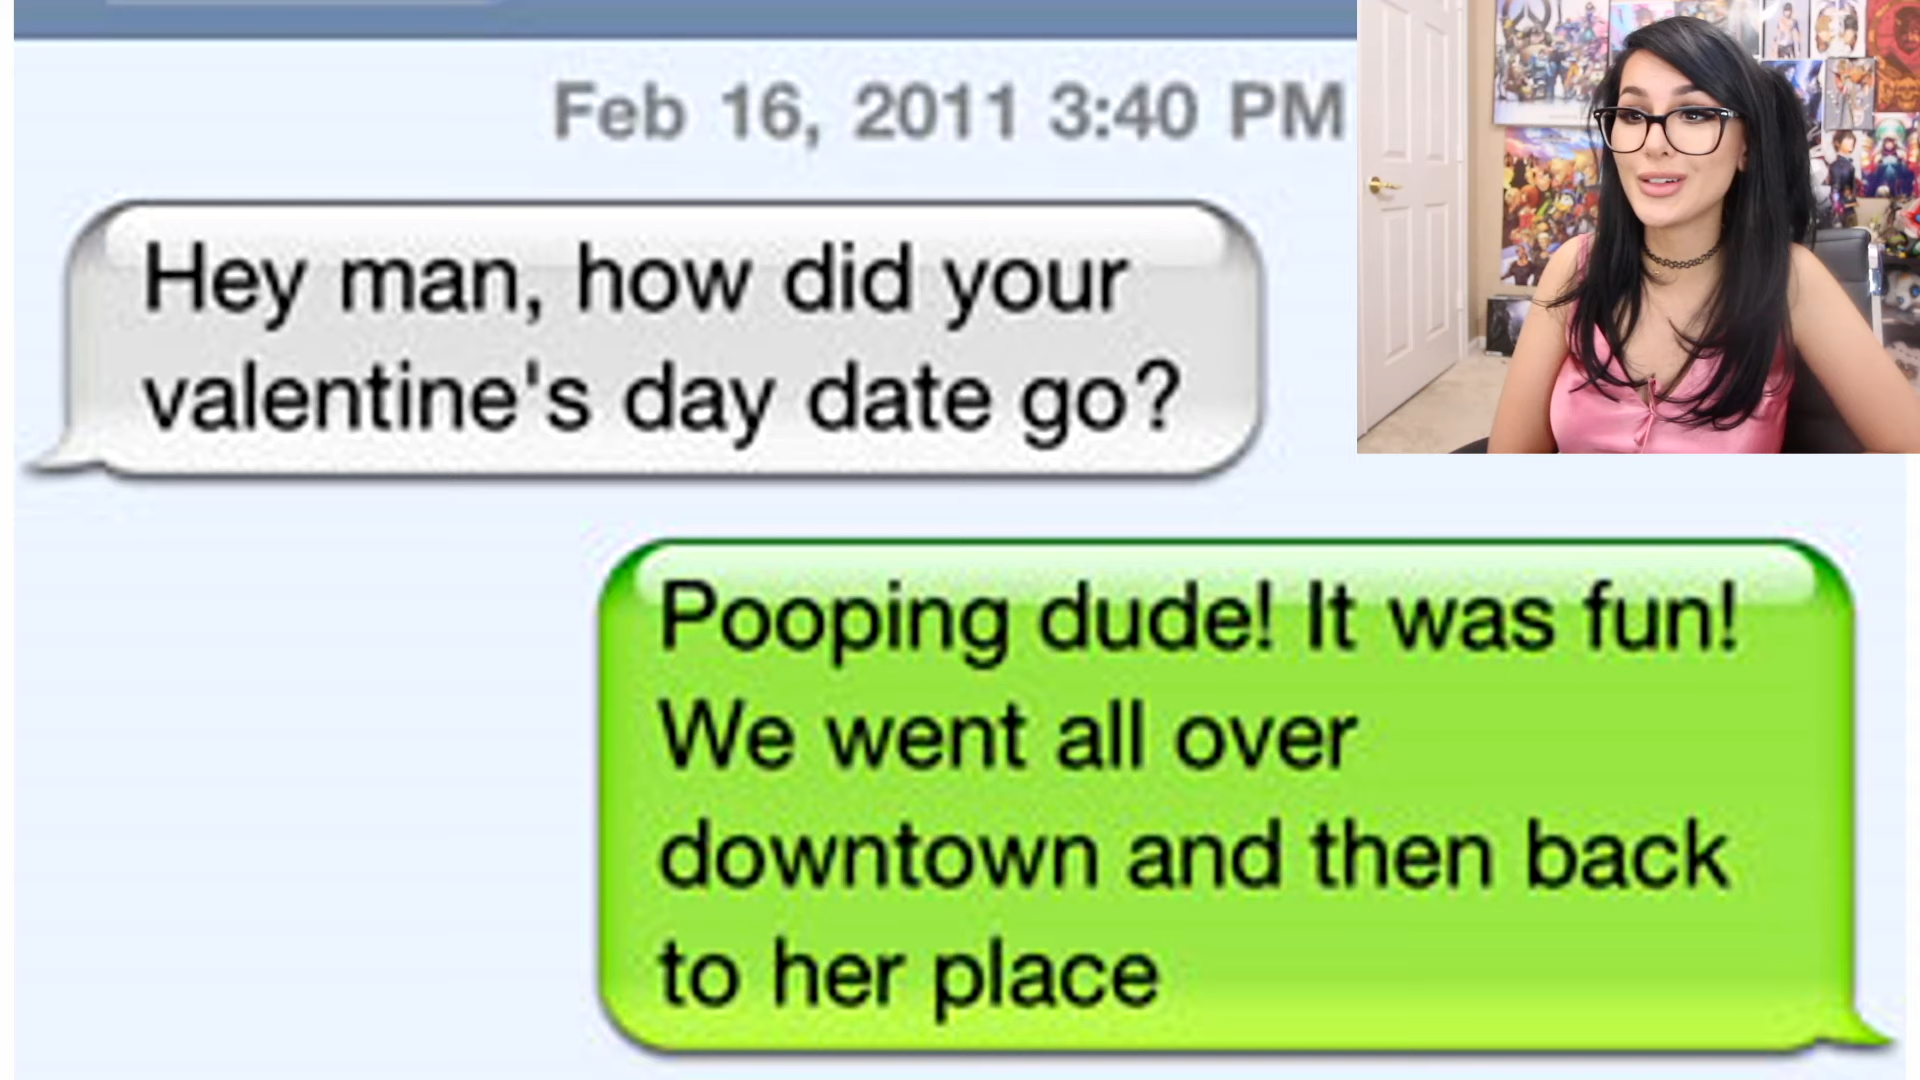 Feb 16, 2011 3:40 PM
Hey man, how did your
valentine's day date go?
Pooping dude! It was fun!
We went all over
downtown and then back
to her place